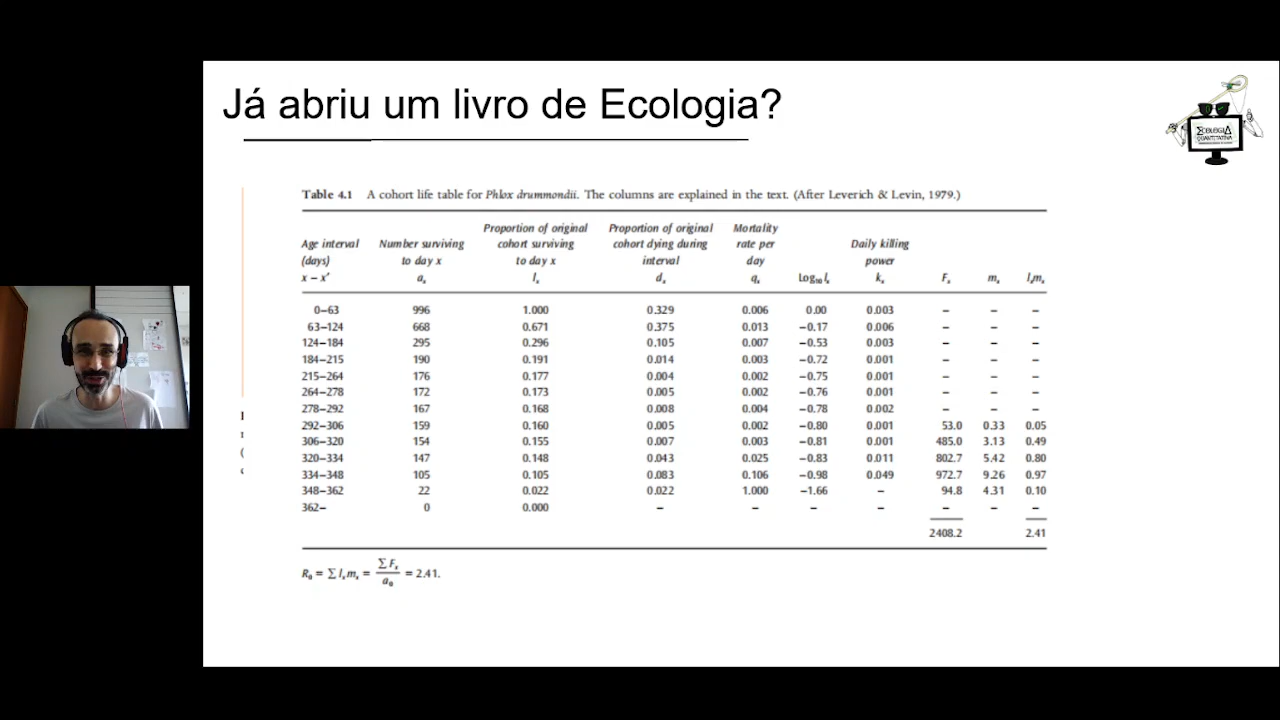 Já abriu um livro de Ecologia?
ECOLOGIA
QUANTITATIVA
Table 4.1 A cohort life table for Phlox drummondii. The columns are explained in the text. (After Leverich & Levin, 1979.)
Proportion of original Proportion of original Mortality
Age interval Number surviving cohort surviving cohort dying during rate per Daily killing
(days) to day x to day x interval day power
x – x' aₓ lₓ dₓ qₓ Log₁₀ lₓ kₓ Fₓ mₓ lₓmₓ
0–63 996 1.000 0.329 0.006 0.00 0.003 – – –
63–124 668 0.671 0.375 0.013 –0.17 0.006 – – –
124–184 295 0.296 0.105 0.007 –0.53 0.003 – – –
184–215 190 0.191 0.014 0.003 –0.72 0.001 – – –
215–264 176 0.177 0.004 0.002 –0.75 0.001 – – –
264–278 172 0.173 0.005 0.002 –0.76 0.001 – – –
278–292 167 0.168 0.008 0.004 –0.78 0.002 – – –
292–306 159 0.160 0.005 0.002 –0.80 0.001 53.0 0.33 0.05
306–320 154 0.155 0.007 0.003 –0.81 0.001 485.0 3.13 0.49
320–334 147 0.148 0.043 0.025 –0.83 0.011 802.7 5.42 0.80
334–348 105 0.105 0.083 0.106 –0.98 0.049 972.7 9.26 0.97
348–362 22 0.022 0.022 1.000 –1.66 – 94.8 4.31 0.10
362– 0 0.000 – – – – – – –
2408.2 2.41
R₀ = Σ lₓmₓ = Σ Fₓ / a₀ = 2.41.